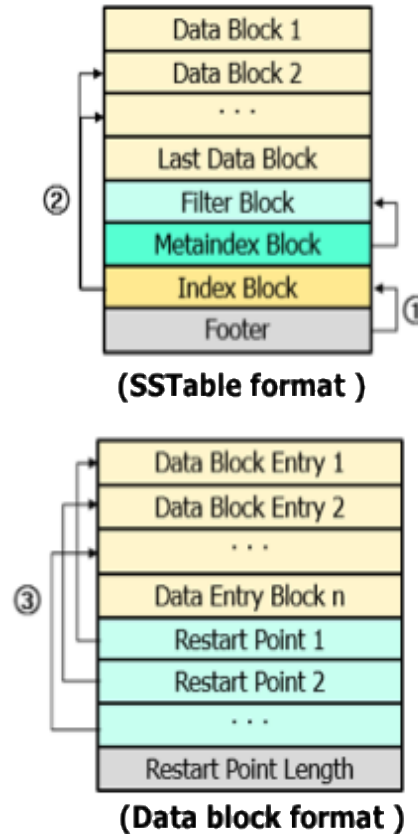 Data Block 1
Data Block 2
· · ·
Last Data Block
②
Filter Block
Metaindex Block
Index Block
①
Footer
(SSTable format )
Data Block Entry 1
Data Block Entry 2
· · ·
③
Data Entry Block n
Restart Point 1
Restart Point 2
· · ·
Restart Point Length
(Data block format )